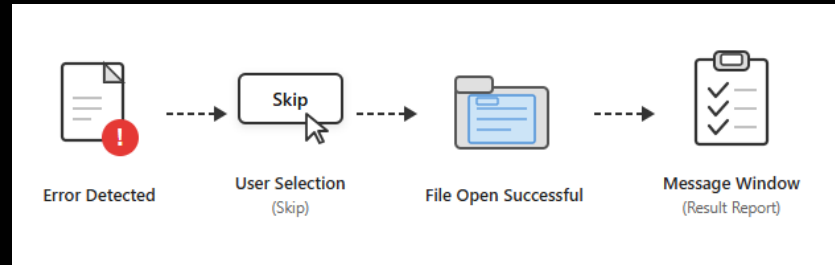 Skip
!
Error Detected
User Selection
(Skip)
File Open Successful
Message Window
(Result Report)